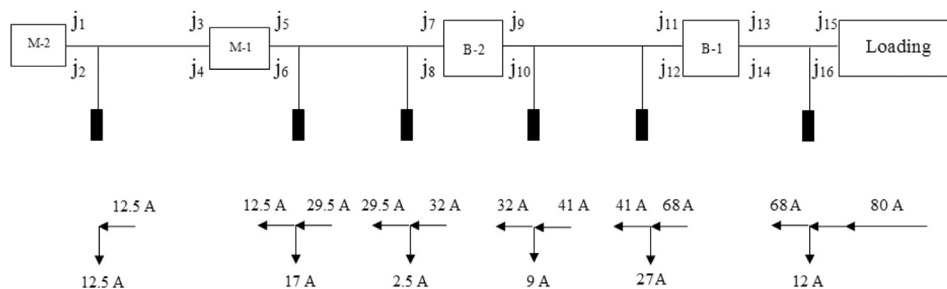 j1 j3 j5 j7 j9 j11 j13 j15
M-2 M-1 B-2 B-1 Loading
j2 j4 j6 j8 j10 j12 j14 j16
12.5 A 12.5 A 29.5 A 29.5 A 32 A 32 A 41 A 41 A 68 A 68 A 80 A
12.5 A 17 A 2.5 A 9 A 27A 12 A